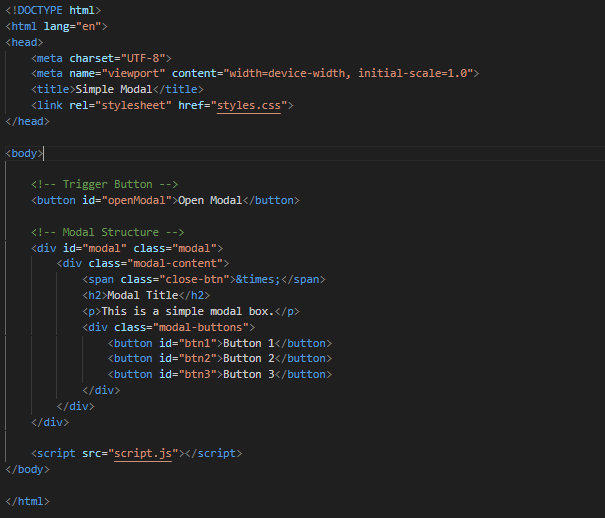 <!DOCTYPE html>
<html lang="en">
<head>
    <meta charset="UTF-8">
    <meta name="viewport" content="width=device-width, initial-scale=1.0">
    <title>Simple Modal</title>
    <link rel="stylesheet" href="styles.css">
</head>

<body>

    <!-- Trigger Button -->
    <button id="openModal">Open Modal</button>

    <!-- Modal Structure -->
    <div id="modal" class="modal">
        <div class="modal-content">
            <span class="close-btn">&times;</span>
            <h2>Modal Title</h2>
            <p>This is a simple modal box.</p>
            <div class="modal-buttons">
                <button id="btn1">Button 1</button>
                <button id="btn2">Button 2</button>
                <button id="btn3">Button 3</button>
            </div>
        </div>
    </div>

    <script src="script.js"></script>
</body>

</html>